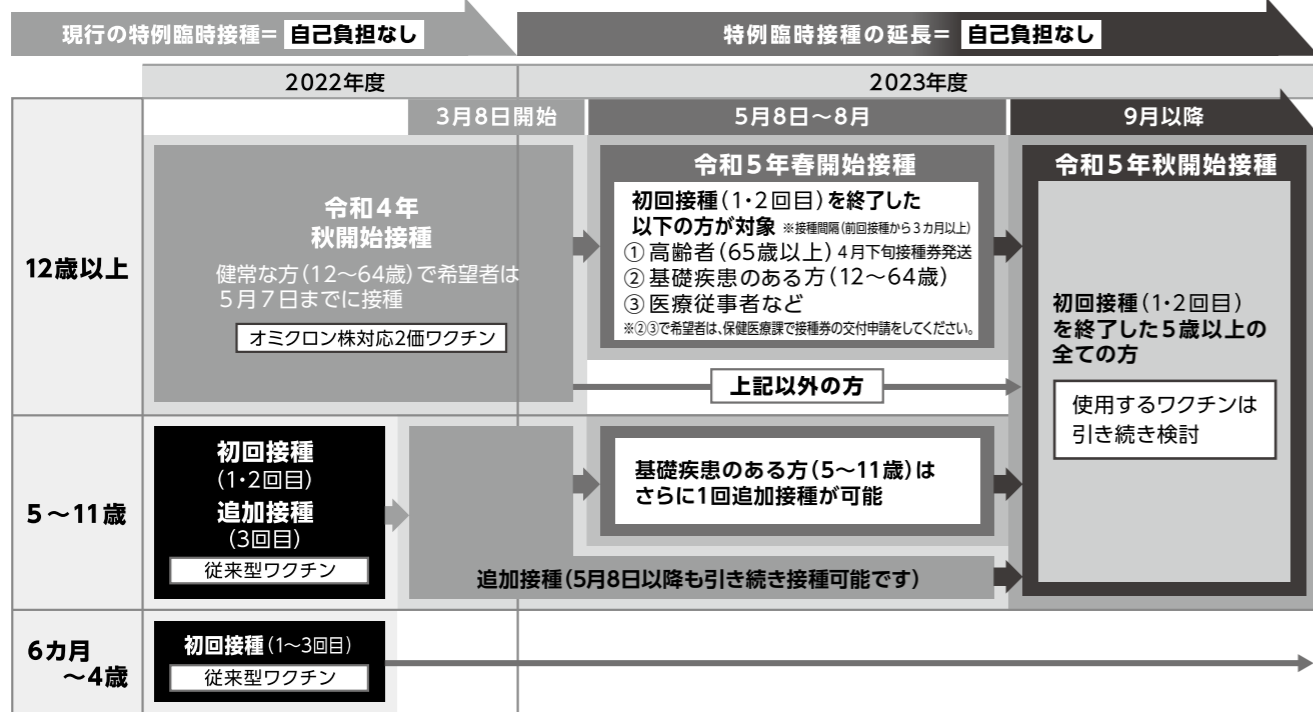 現行の特例臨時接種= 自己負担なし
特例臨時接種の延長= 自己負担なし
2022年度
2023年度
3月8日開始
5月8日～8月
9月以降
12歳以上
令和4年
秋開始接種
健常な方(12～64歳)で希望者は
5月7日までに接種
オミクロン株対応2価ワクチン
令和5年春開始接種
初回接種(1・2回目)を終了した
以下の方が対象 ※接種間隔(前回接種から3カ月以上)
①高齢者(65歳以上)4月下旬接種券発送
②基礎疾患のある方(12～64歳)
③医療従事者など
※②③で希望者は、保健医療課で接種券の交付申請をしてください。
上記以外の方
令和5年秋開始接種
初回接種(1・2回目)
を終了した5歳以上の
全ての方
使用するワクチンは
引き続き検討
5～11歳
初回接種
(1・2回目)
追加接種
(3回目)
従来型ワクチン
基礎疾患のある方(5～11歳)は
さらに1回追加接種が可能
追加接種(5月8日以降も引き続き接種可能です)
6カ月
～4歳
初回接種(1～3回目)
従来型ワクチン